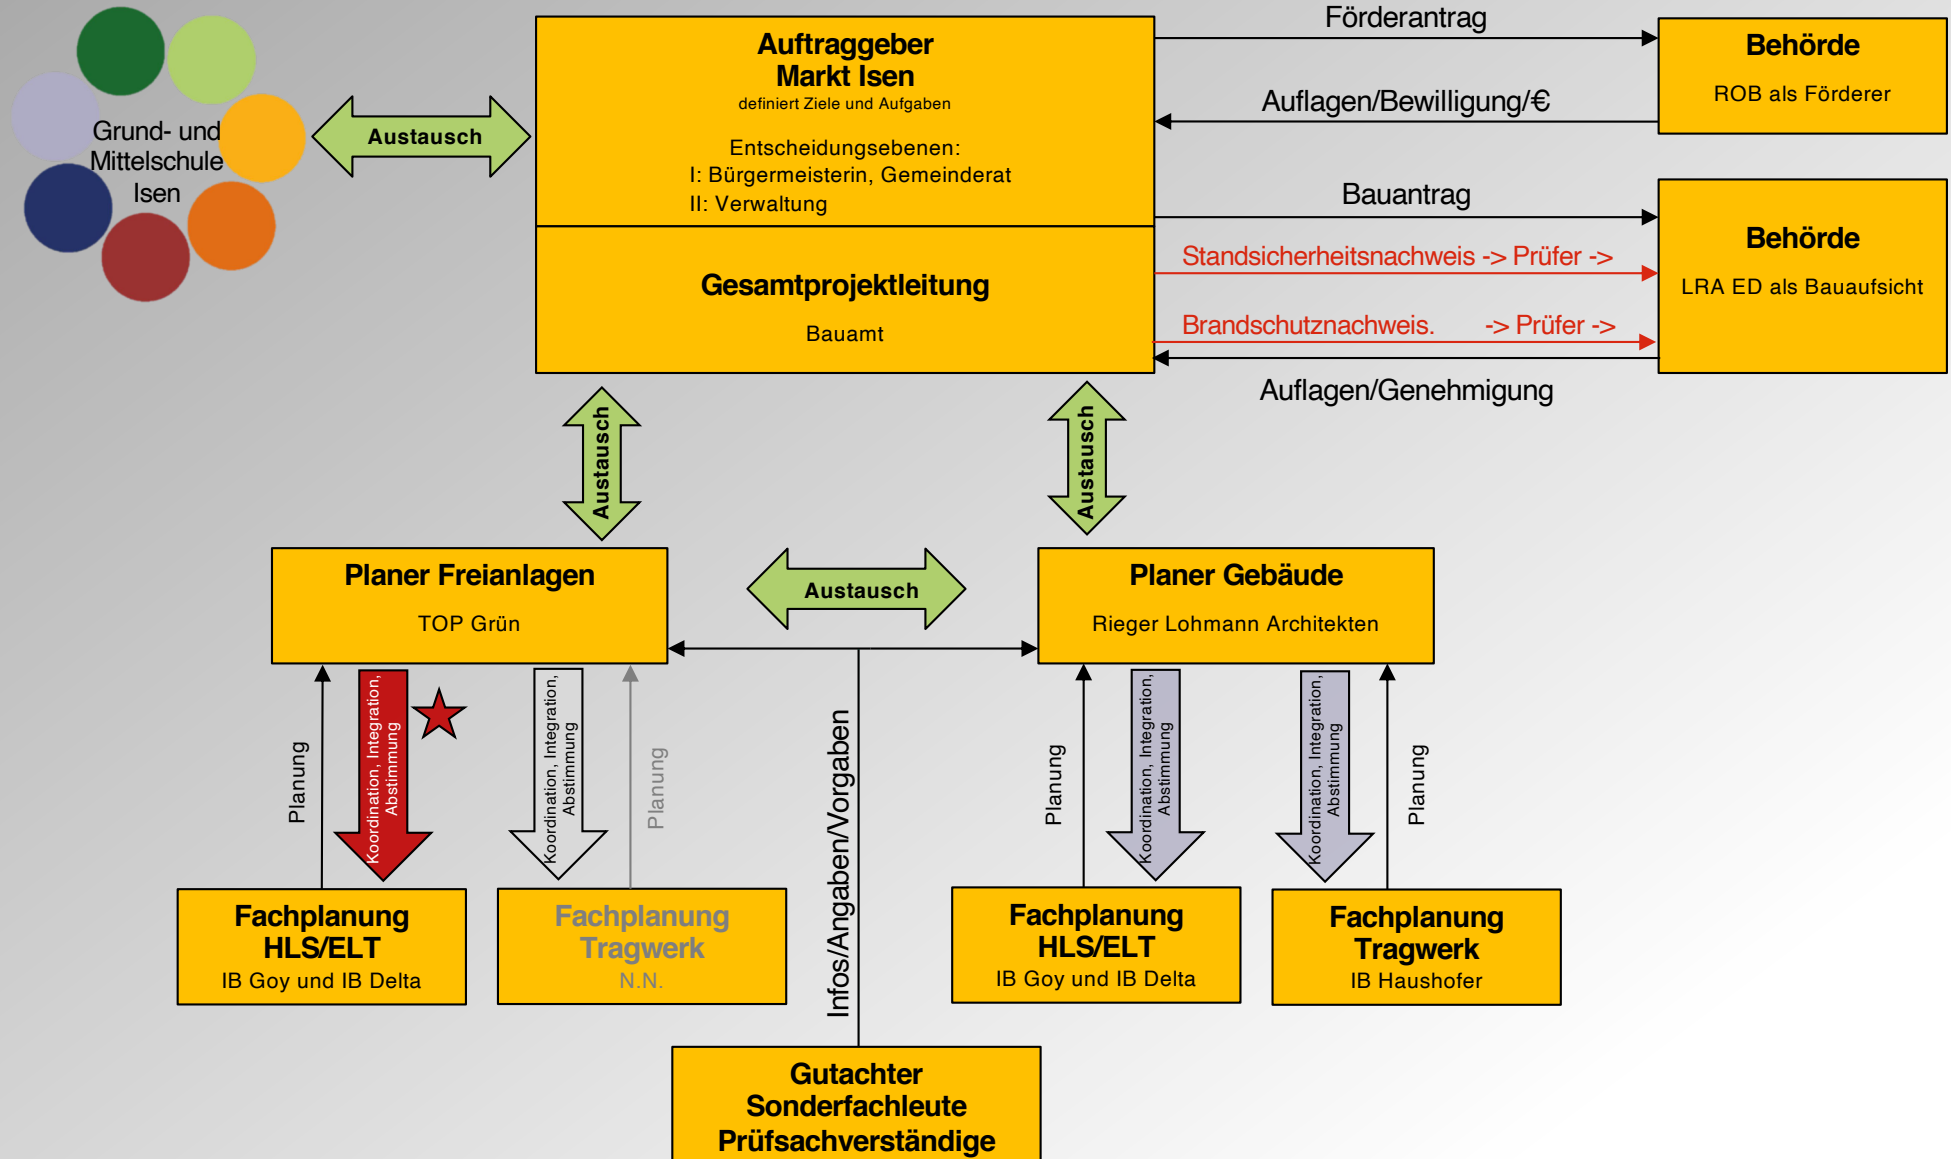 Grund- und
Mittelschule
Isen
Austausch
Auftraggeber
Markt Isen
definiert Ziele und Aufgaben
Entscheidungsebenen:
I: Bürgermeisterin, Gemeinderat
II: Verwaltung
Gesamtprojektleitung
Bauamt
Förderantrag
Auflagen/Bewilligung/€
Behörde
ROB als Förderer
Bauantrag
Standsicherheitsnachweis -> Prüfer ->
Brandschutznachweis. -> Prüfer ->
Auflagen/Genehmigung
Behörde
LRA ED als Bauaufsicht
Austausch
Austausch
Planer Freianlagen
TOP Grün
Austausch
Planer Gebäude
Rieger Lohmann Architekten
Planung
Koordination, Integration,
Abstimmung
Koordination, Integration,
Abstimmung
Planung
Infos/Angaben/Vorgaben
Planung
Koordination, Integration,
Abstimmung
Koordination, Integration,
Abstimmung
Planung
Fachplanung
HLS/ELT
IB Goy und IB Delta
Fachplanung
Tragwerk
N.N.
Fachplanung
HLS/ELT
IB Goy und IB Delta
Fachplanung
Tragwerk
IB Haushofer
Gutachter
Sonderfachleute
Prüfsachverständige